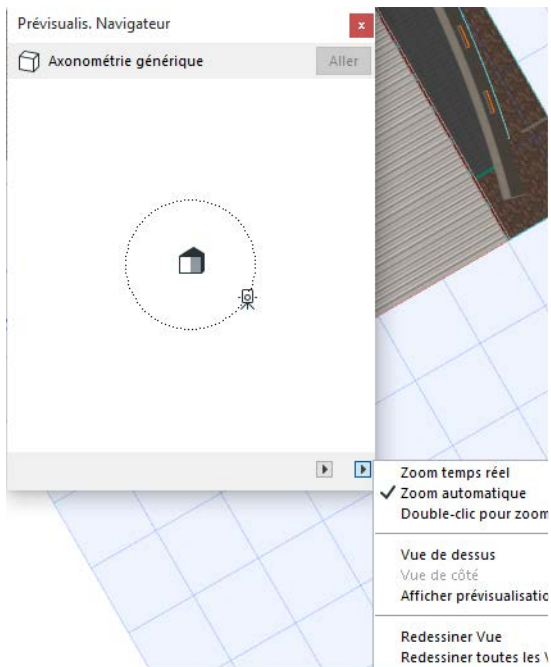 Prévisualis. Navigateur
x
Axonométrie générique
Aller
Zoom temps réel
Zoom automatique
Double-clic pour zoom
Vue de dessus
Vue de côté
Afficher prévisualisatio
Redessiner Vue
Redessiner toutes les V